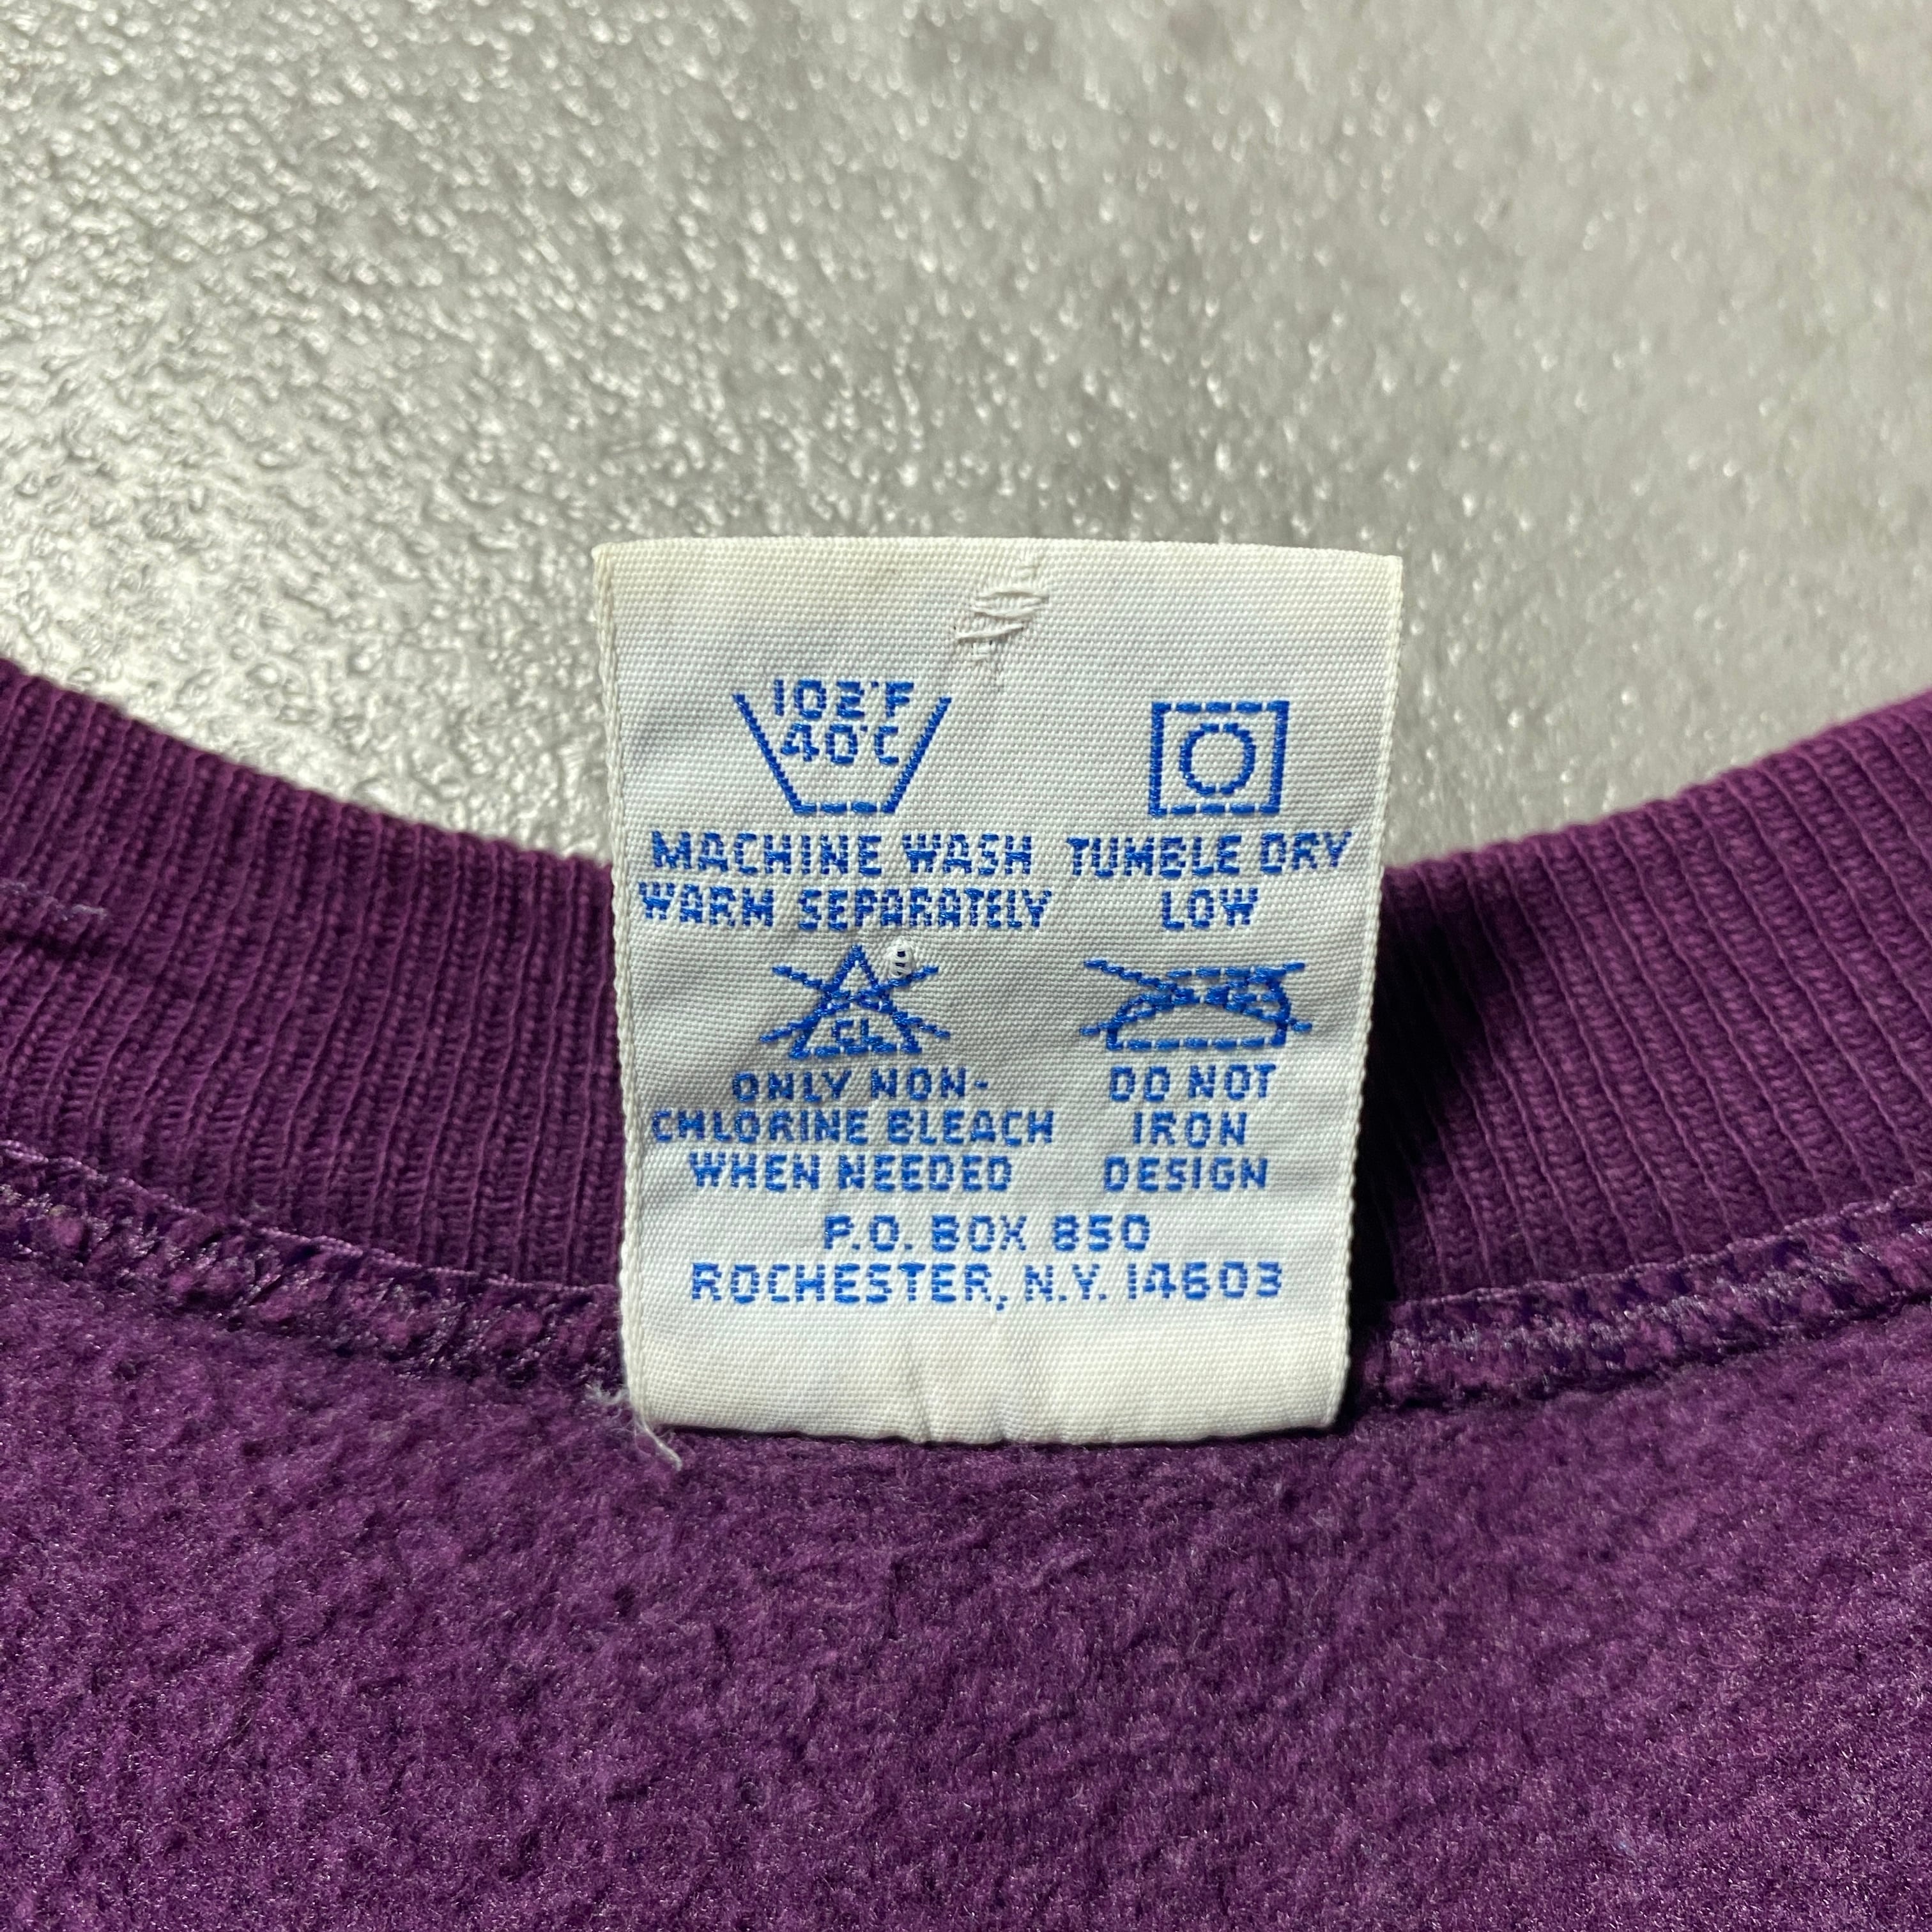 102°F
40°C
MACHINE WASH
WARM SEPARATELY
TUMBLE DRY
LOW
CL
ONLY NON-
CHLORINE BLEACH
WHEN NEEDED
DO NOT
IRON
DESIGN
P.O. BOX 850
ROCHESTER, N.Y. 14603